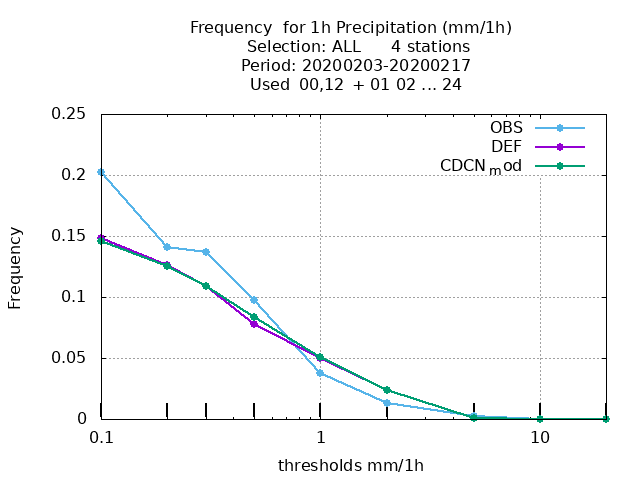 Frequency  for 1h Precipitation (mm/1h)
Selection: ALL      4 stations
Period: 20200203-20200217
Used  00,12  + 01 02 ... 24
0.25
0.2
0.15
0.1
0.05
0
Frequency
OBS
DEF
CDCN_mod
0.1
1
10
thresholds mm/1h